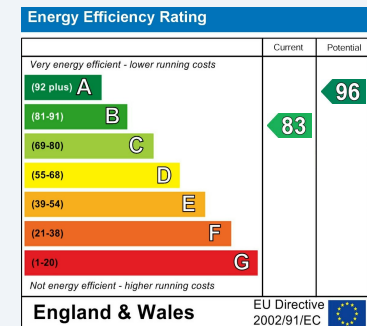 Energy Efficiency Rating
Current Potential
Very energy efficient - lower running costs
(92 plus) A
(81-91) B
(69-80) C
(55-68) D
(39-54) E
(21-38) F
(1-20) G
83
96
Not energy efficient - higher running costs
England & Wales
EU Directive
2002/91/EC